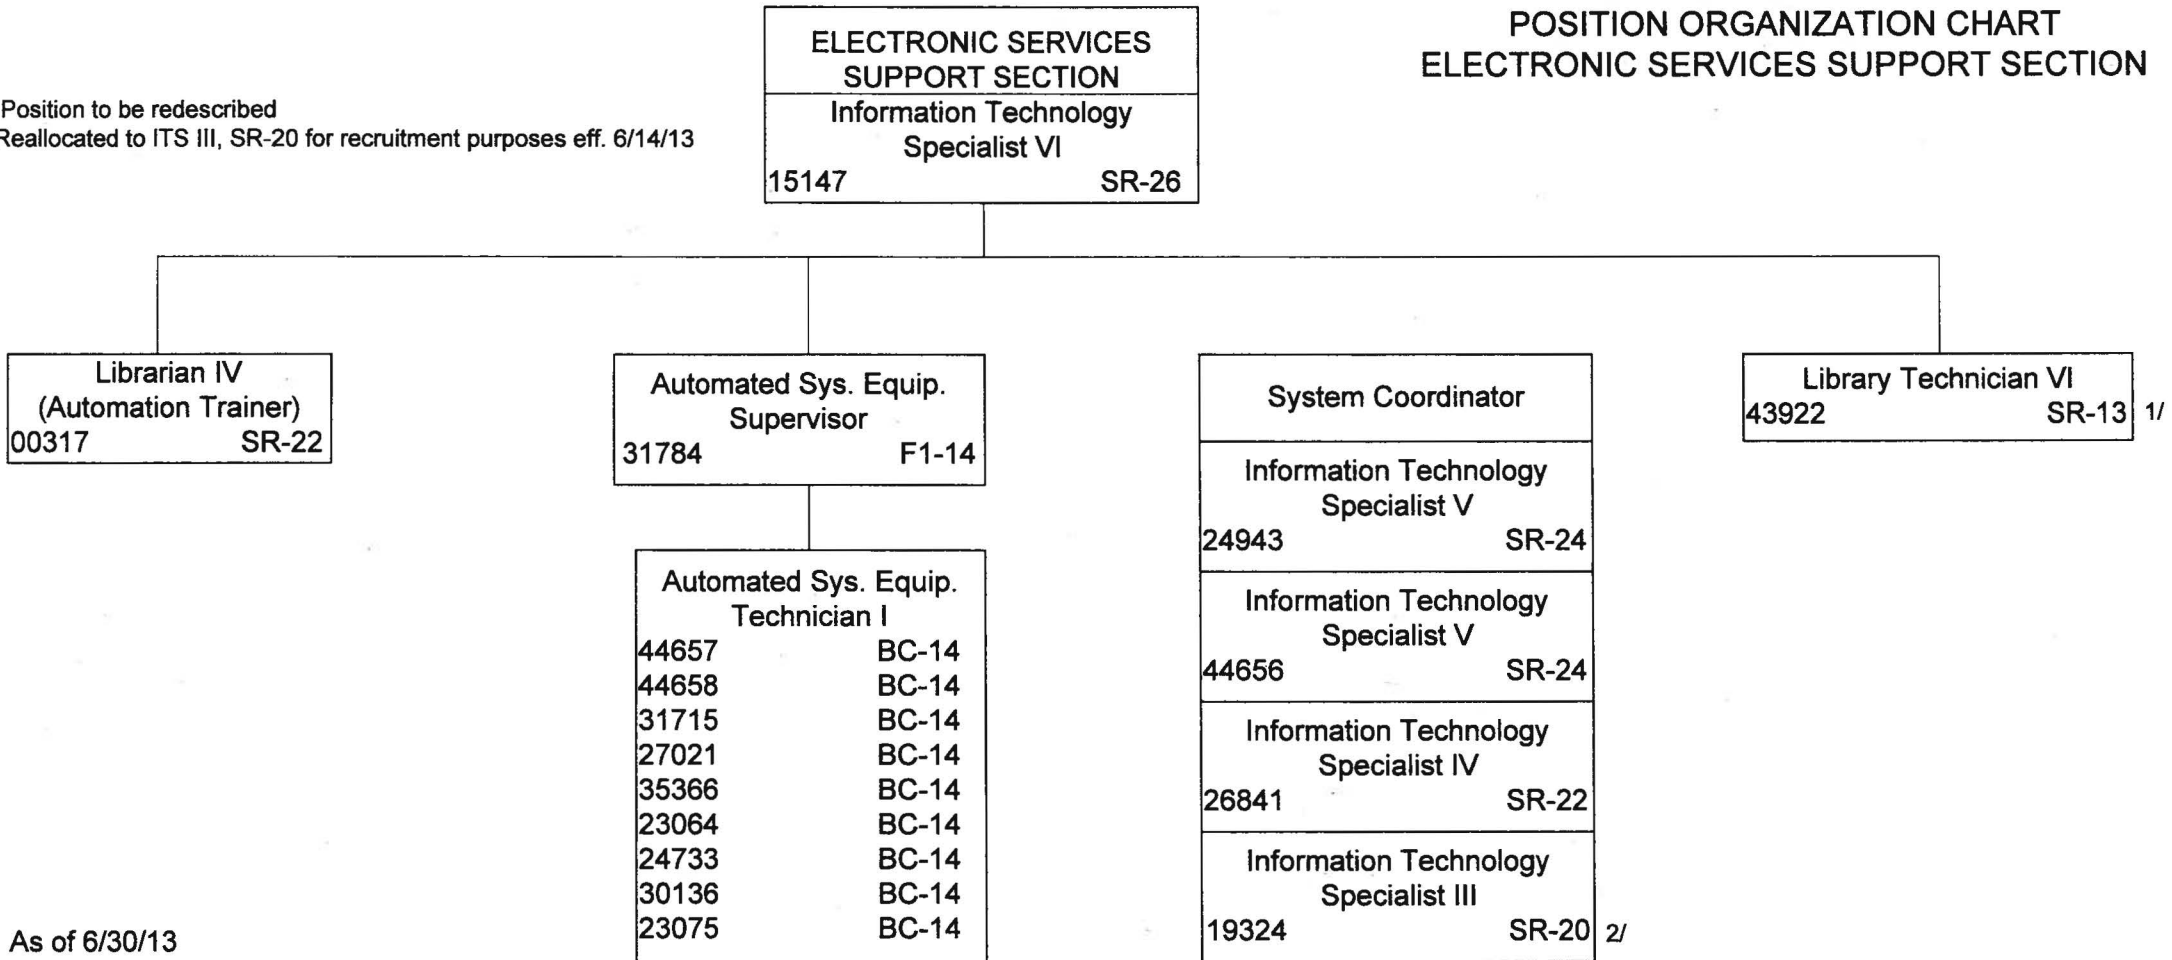 POSITION ORGANIZATION CHART
ELECTRONIC SERVICES SUPPORT SECTION
Position to be redescribed
Reallocated to ITS III, SR-20 for recruitment purposes eff. 6/14/13
ELECTRONIC SERVICES
SUPPORT SECTION
Information Technology
Specialist VI
15147 SR-26
Librarian IV
(Automation Trainer)
00317 SR-22
Automated Sys. Equip.
Supervisor
31784 F1-14
Automated Sys. Equip.
Technician I
44657 BC-14
44658 BC-14
31715 BC-14
27021 BC-14
35366 BC-14
23064 BC-14
24733 BC-14
30136 BC-14
23075 BC-14
System Coordinator
Information Technology
Specialist V
24943 SR-24
Information Technology
Specialist V
44656 SR-24
Information Technology
Specialist IV
26841 SR-22
Information Technology
Specialist III
19324 SR-20 2/
Library Technician VI
43922 SR-13 1/
As of 6/30/13